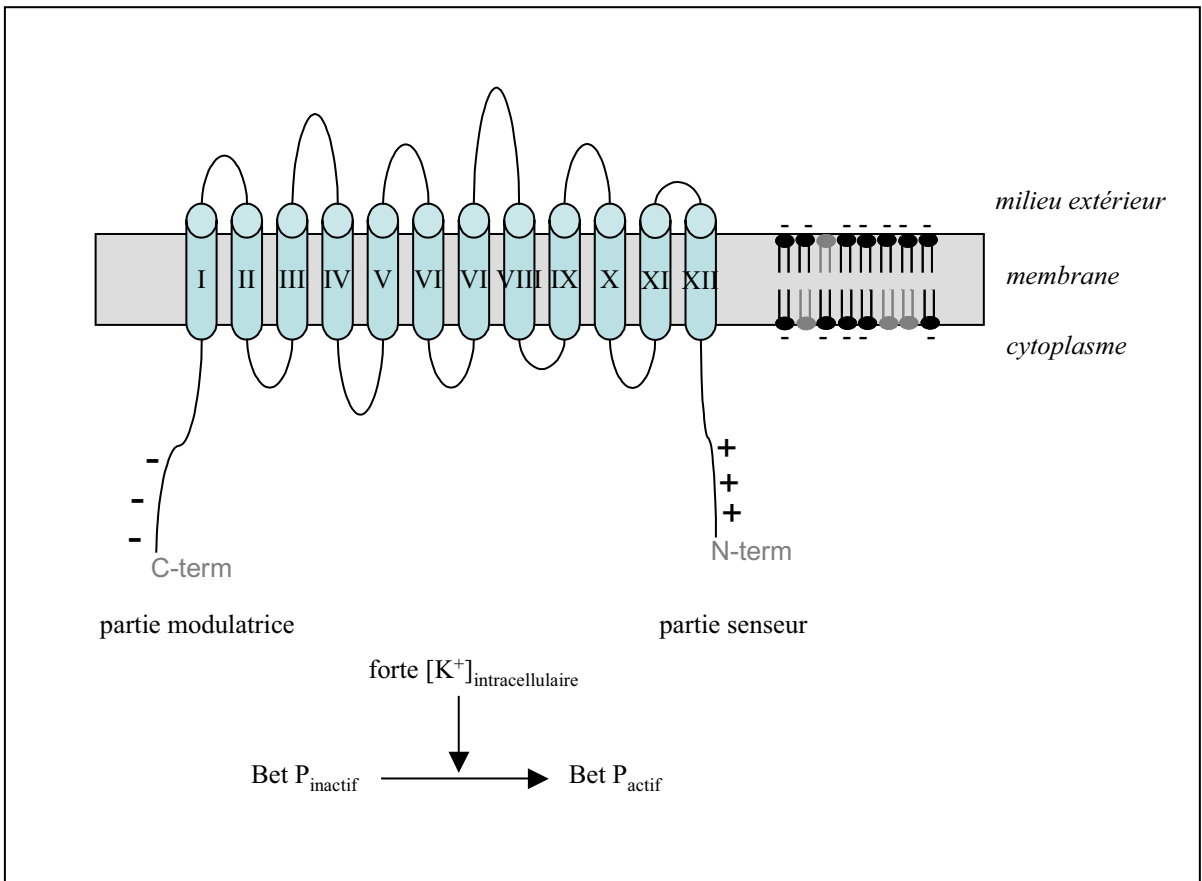 milieu extérieur
I II III IV V VI VI VIII IX X XI XII
membrane
cytoplasme
- - - - - - -
- - - - -
- +
- +
- +
C-term N-term
partie modulatrice partie senseur
forte [K⁺]intracellulaire
Bet Pinactif Bet Pactif